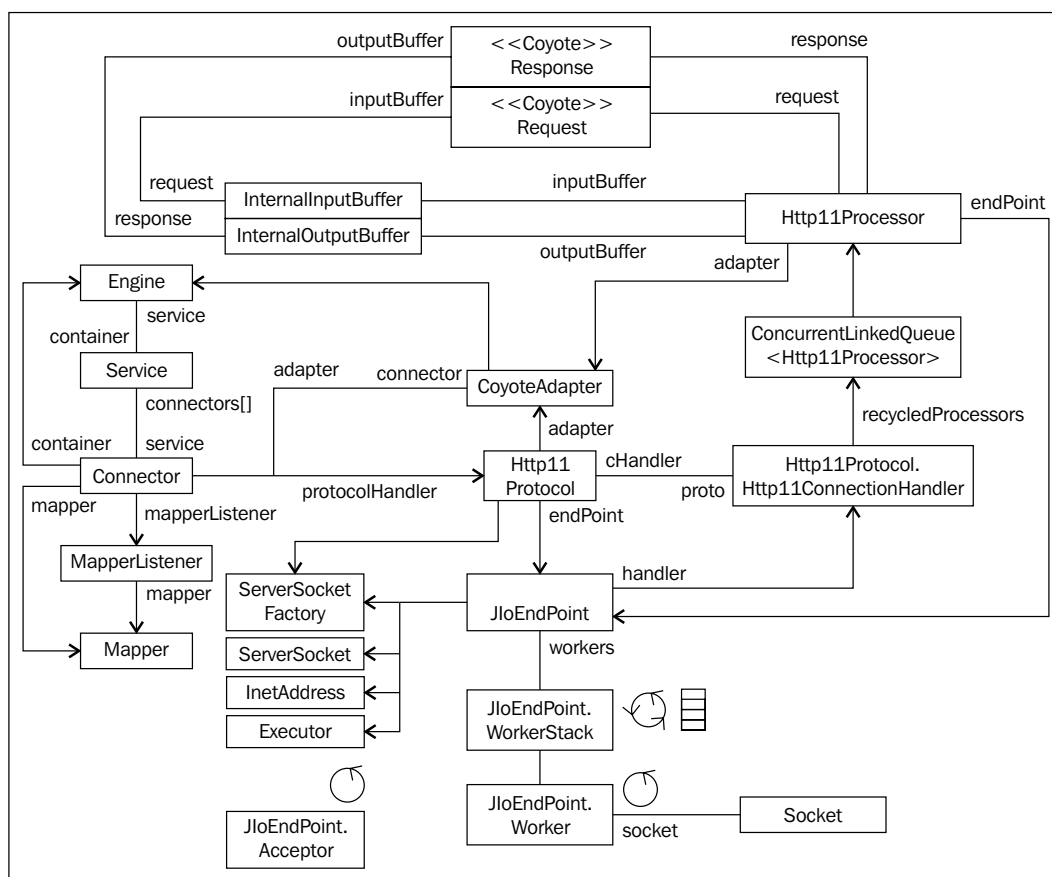 outputBuffer
<<Coyote>>
Response
response
inputBuffer
<<Coyote>>
Request
request
request
InternalInputBuffer
inputBuffer
response
InternalOutputBuffer
outputBuffer
Http11Processor
endPoint
adapter
Engine
service
container
Service
connectors[]
adapter
connector
CoyoteAdapter
ConcurrentLinkedQueue
<Http11Processor>
recycledProcessors
adapter
container
service
Connector
protocolHandler
Http11
Protocol
cHandler
proto
Http11Protocol.
Http11ConnectionHandler
mapper
mapperListener
endPoint
MapperListener
mapper
Mapper
ServerSocket
Factory
ServerSocket
InetAddress
Executor
JIoEndPoint
handler
workers
JIoEndPoint.
WorkerStack
JIoEndPoint.
Acceptor
JIoEndPoint.
Worker
socket
Socket